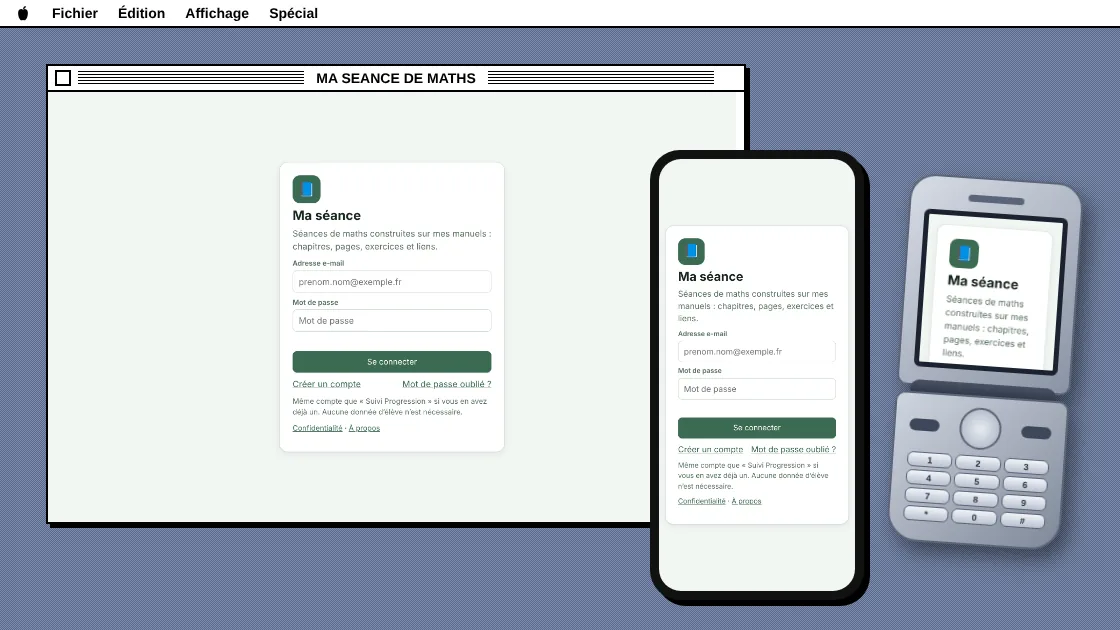 Fichier Édition Affichage Spécial
MA SEANCE DE MATHS
Ma séance
Séances de maths construites sur mes manuels :
chapitres, pages, exercices et liens.
Adresse e-mail
prenom.nom@exemple.fr
Mot de passe
Mot de passe
Se connecter
Créer un compte Mot de passe oublié ?
Même compte que « Suivi Progression » si vous en avez
déjà un. Aucune donnée d'élève n'est nécessaire.
Confidentialité · À propos
Ma séance
Séances de maths construites sur mes
manuels : chapitres, pages, exercices et
liens.
Adresse e-mail
prenom.nom@exemple.fr
Mot de passe
Mot de passe
Se connecter
Créer un compte Mot de passe oublié ?
Même compte que « Suivi Progression » si
vous en avez déjà un. Aucune donnée d'élève
n'est nécessaire.
Confidentialité · À propos
Ma séance
Séances de maths
construites sur mes
manuels : chapitres,
pages, exercices et
liens.
1 2 3
4 5 6
7 8 9
* 0 #